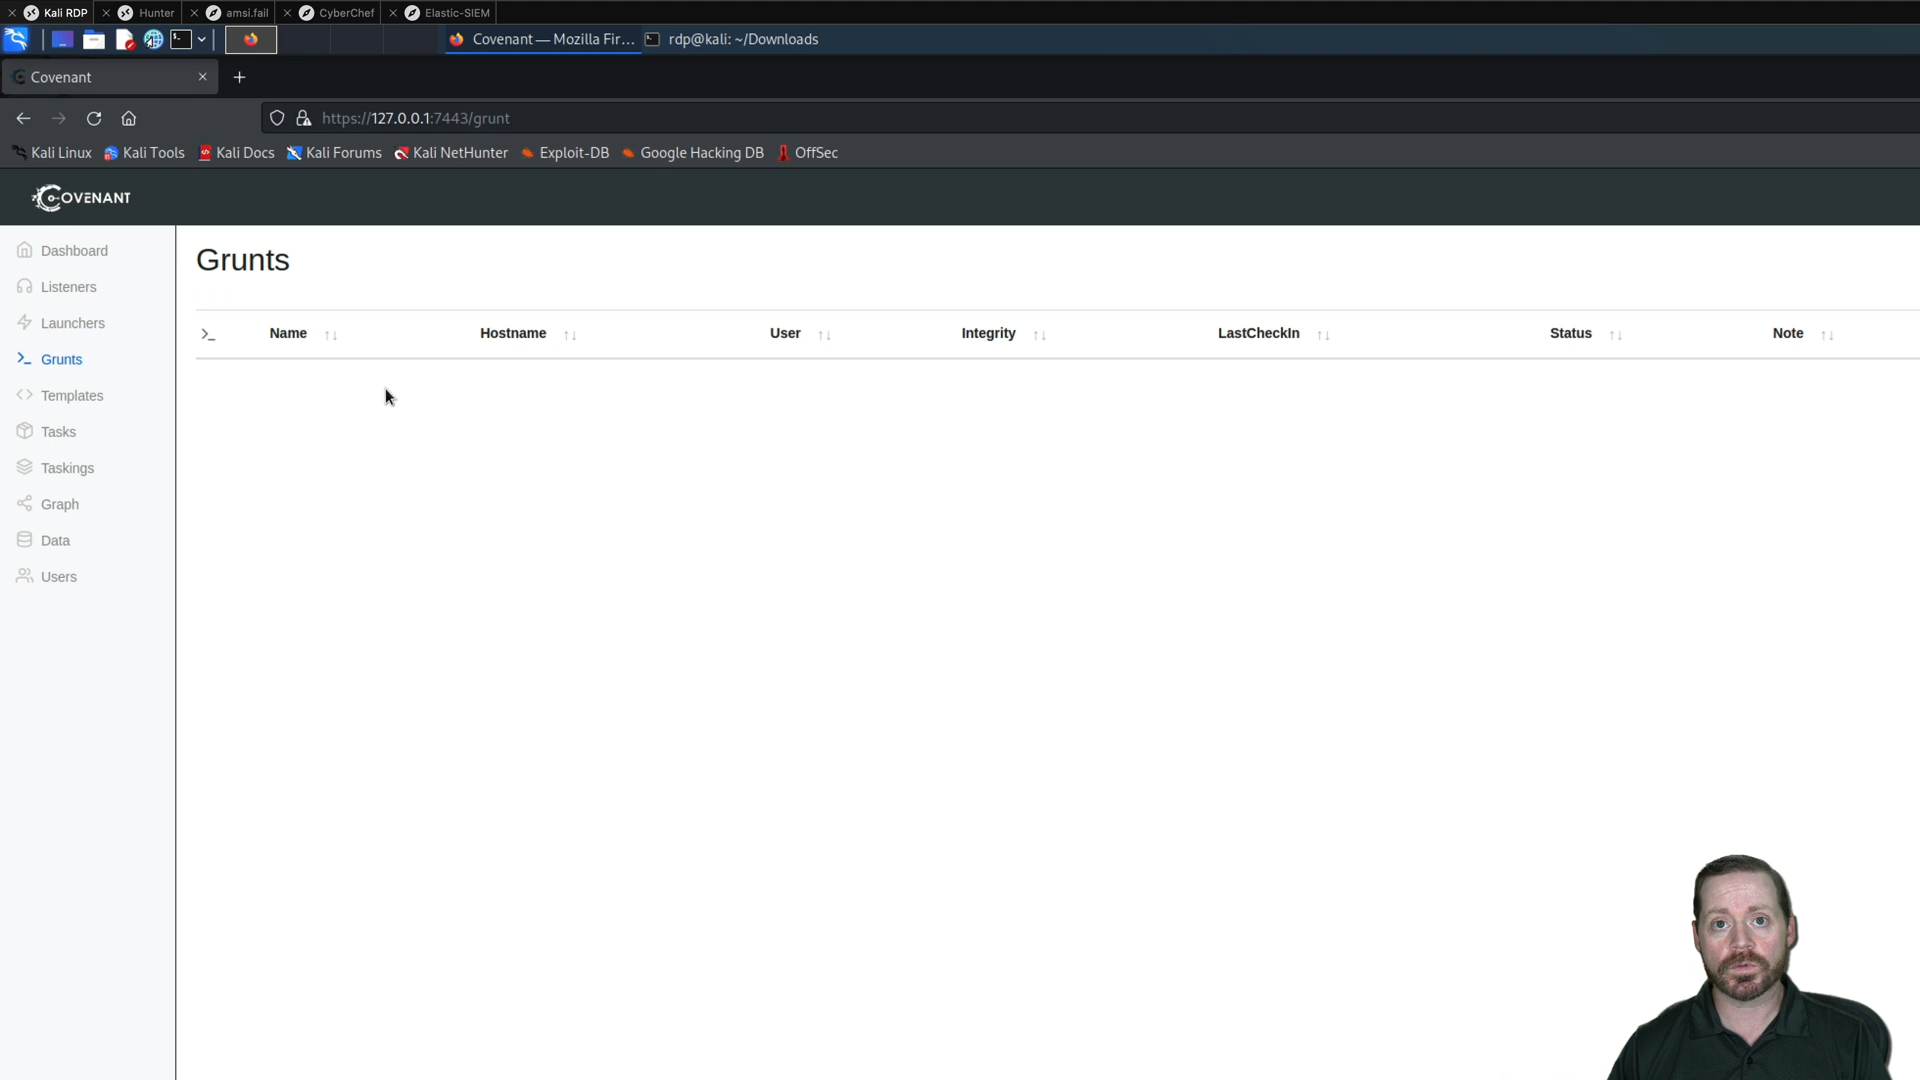 Kali RDP Hunter amsi.fail CyberChef Elastic-SIEM
Covenant — Mozilla Fir... rdp@kali: ~/Downloads
Covenant
https://127.0.0.1:7443/grunt
Kali Linux Kali Tools Kali Docs Kali Forums Kali NetHunter Exploit-DB Google Hacking DB OffSec
COVENANT
Dashboard
Listeners
Launchers
Grunts
Templates
Tasks
Taskings
Graph
Data
Users
Grunts
Name Hostname User Integrity LastCheckIn Status Note